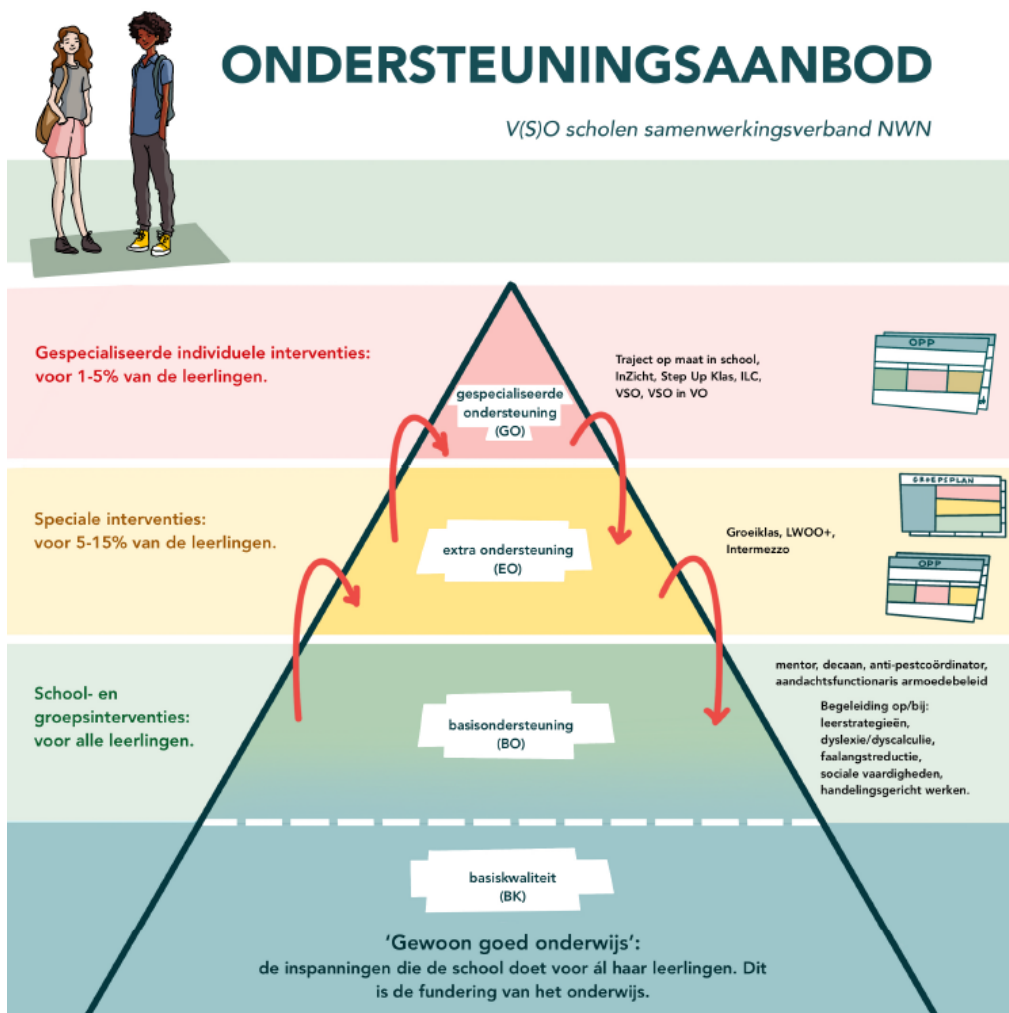 ONDERSTEUNINGSAANBOD
V(S)O scholen samenwerkingsverband NWN
Gespecialiseerde individuele interventies:
voor 1-5% van de leerlingen.
gespecialiseerde
ondersteuning
(GO)
Traject op maat in school,
InZicht, Step Up Klas, ILC,
VSO, VSO in VO
OPP
Speciale interventies:
voor 5-15% van de leerlingen.
extra ondersteuning
(EO)
Groeiklas, LWOO+,
Intermezzo
GROEPSPLAN
OPP
School- en
groepsinterventies:
voor alle leerlingen.
basisondersteuning
(BO)
mentor, decaan, anti-pestcoördinator,
aandachtsfunctionaris armoedebeleid
Begeleiding op/bij:
leerstrategieën,
dyslexie/dyscalculie,
faalangstreductie,
sociale vaardigheden,
handelingsgericht werken.
basiskwaliteit
(BK)
'Gewoon goed onderwijs':
de inspanningen die de school doet voor ál haar leerlingen. Dit
is de fundering van het onderwijs.